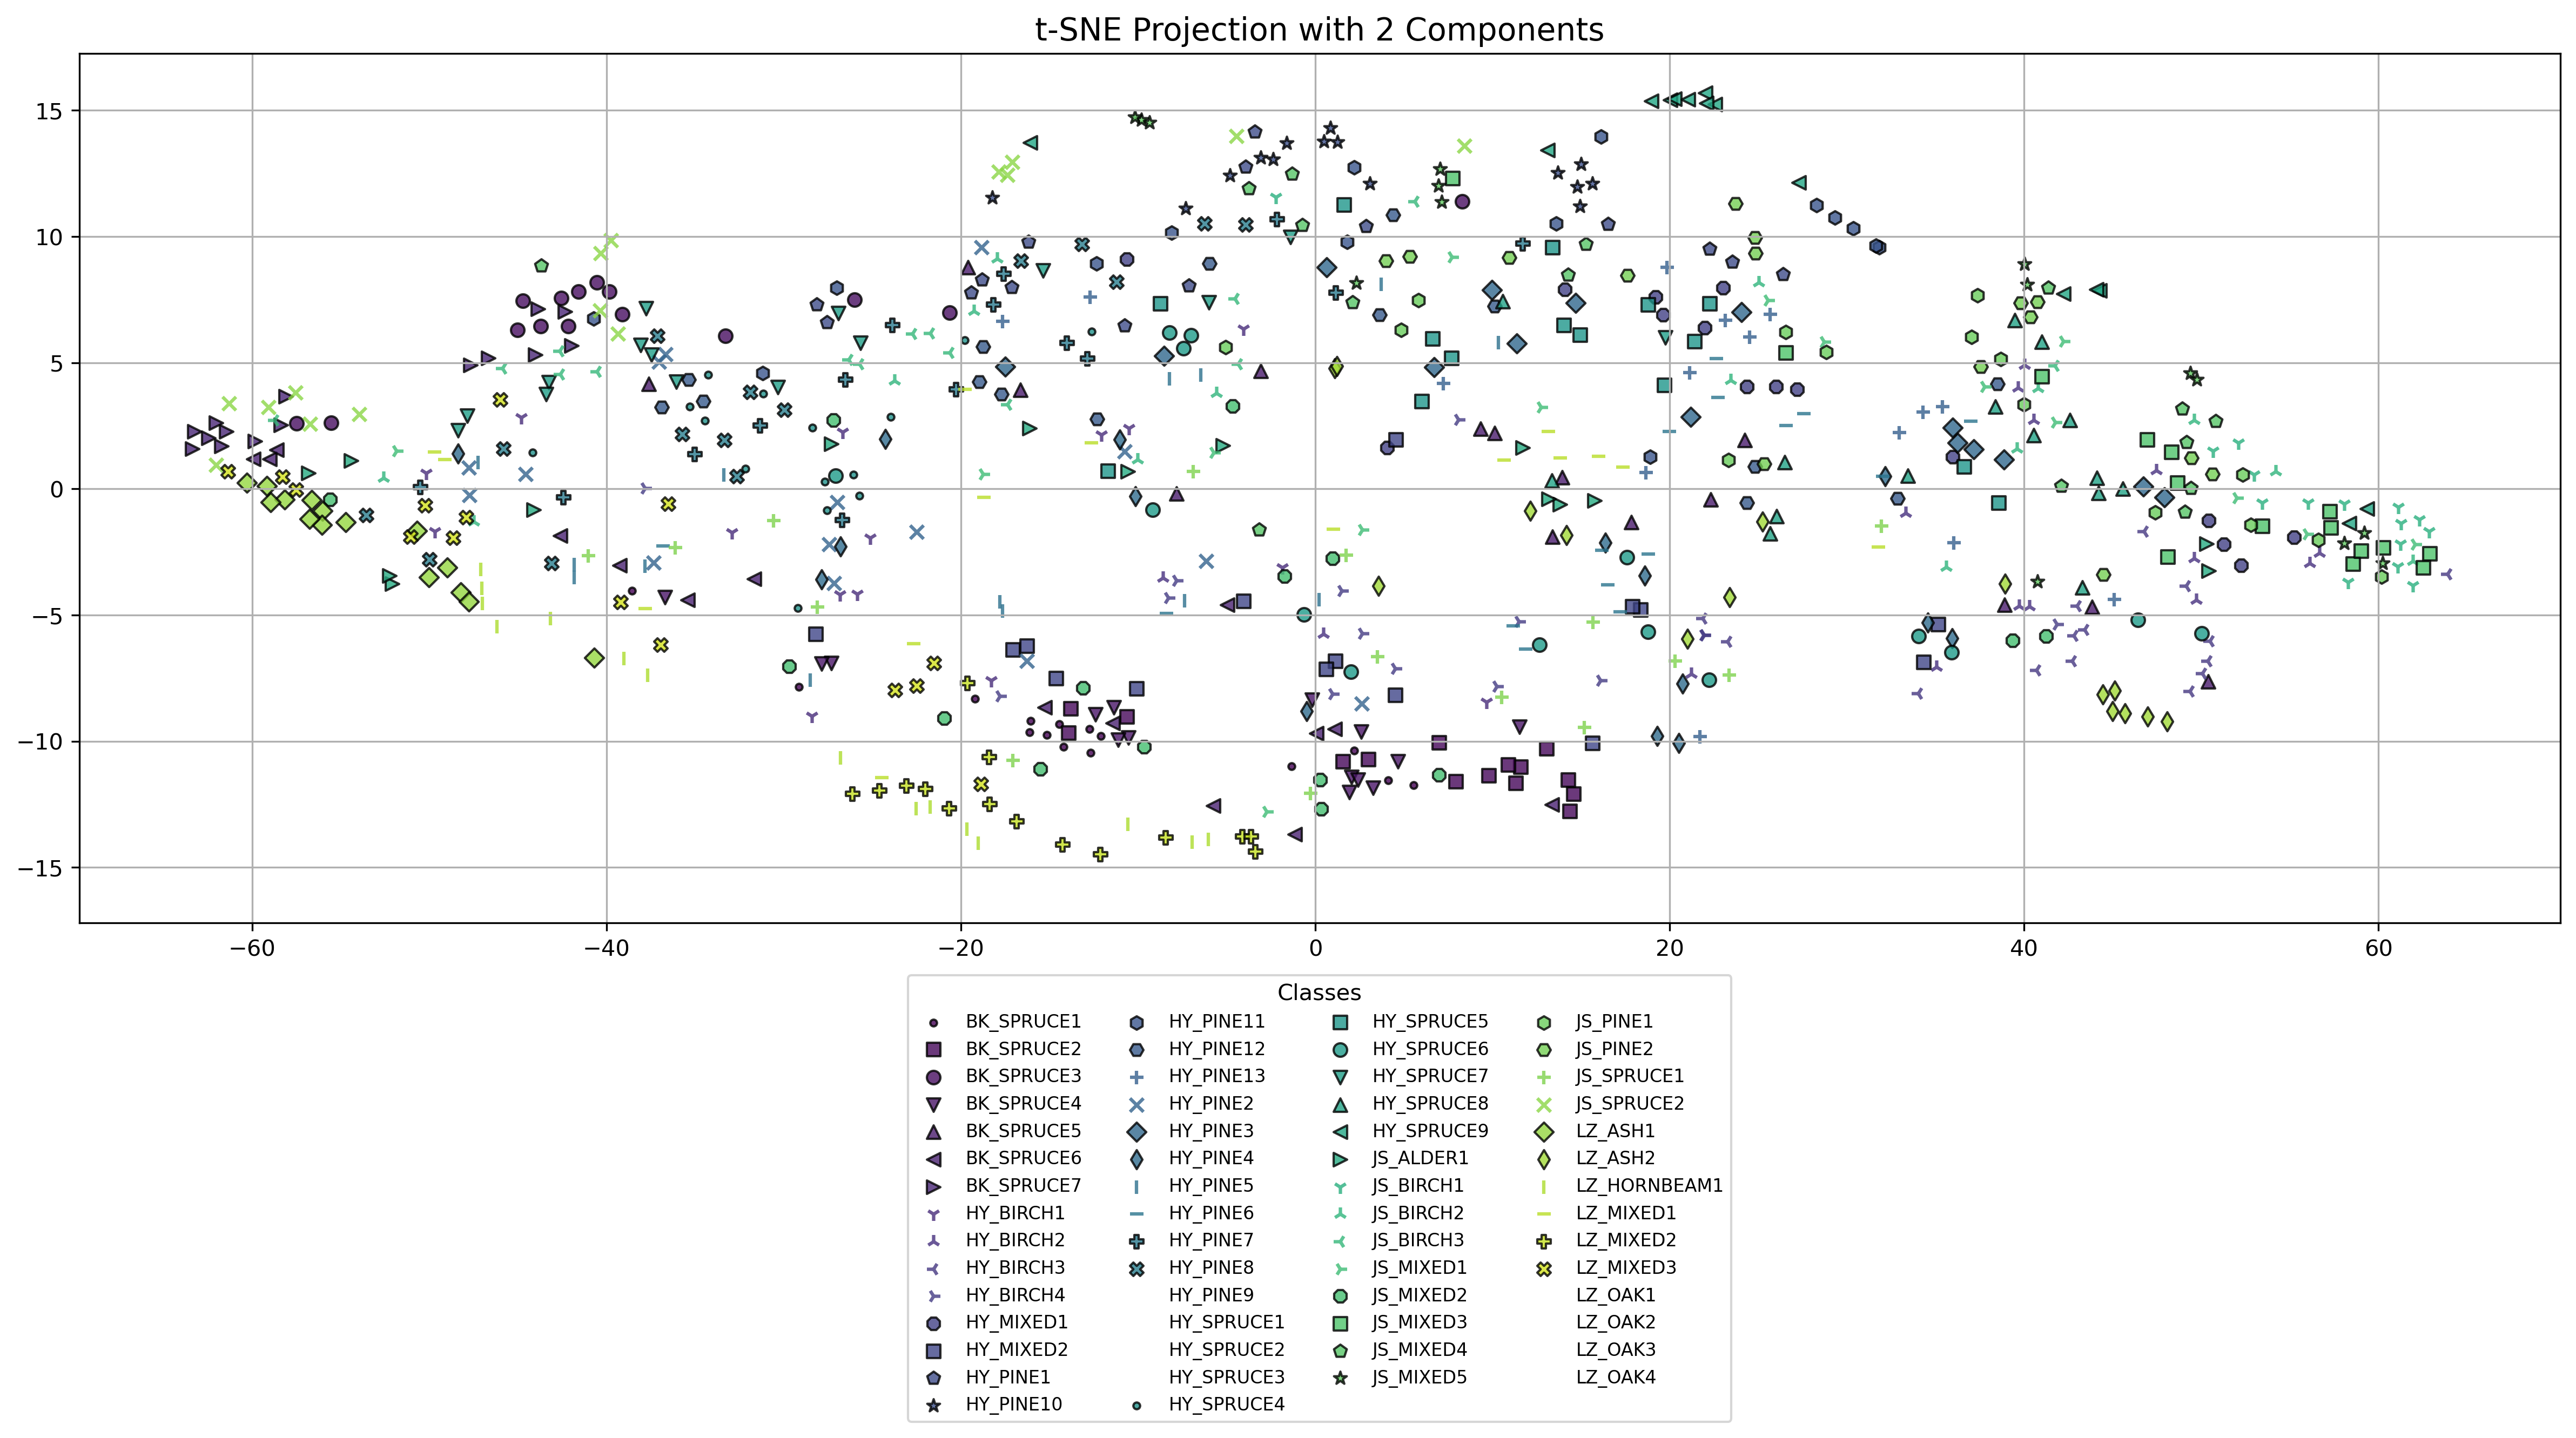 t-SNE Projection with 2 Components
15
10
5
0
−5
−10
−15
−60 −40 −20 0 20 40 60
Classes
BK_SPRUCE1 HY_PINE11 HY_SPRUCE5 JS_PINE1
BK_SPRUCE2 HY_PINE12 HY_SPRUCE6 JS_PINE2
BK_SPRUCE3 HY_PINE13 HY_SPRUCE7 JS_SPRUCE1
BK_SPRUCE4 HY_PINE2 HY_SPRUCE8 JS_SPRUCE2
BK_SPRUCE5 HY_PINE3 HY_SPRUCE9 LZ_ASH1
BK_SPRUCE6 HY_PINE4 JS_ALDER1 LZ_ASH2
BK_SPRUCE7 HY_PINE5 JS_BIRCH1 LZ_HORNBEAM1
HY_BIRCH1 HY_PINE6 JS_BIRCH2 LZ_MIXED1
HY_BIRCH2 HY_PINE7 JS_BIRCH3 LZ_MIXED2
HY_BIRCH3 HY_PINE8 JS_MIXED1 LZ_MIXED3
HY_BIRCH4 HY_PINE9 JS_MIXED2 LZ_OAK1
HY_MIXED1 HY_SPRUCE1 JS_MIXED3 LZ_OAK2
HY_MIXED2 HY_SPRUCE2 JS_MIXED4 LZ_OAK3
HY_PINE1 HY_SPRUCE3 JS_MIXED5 LZ_OAK4
HY_PINE10 HY_SPRUCE4